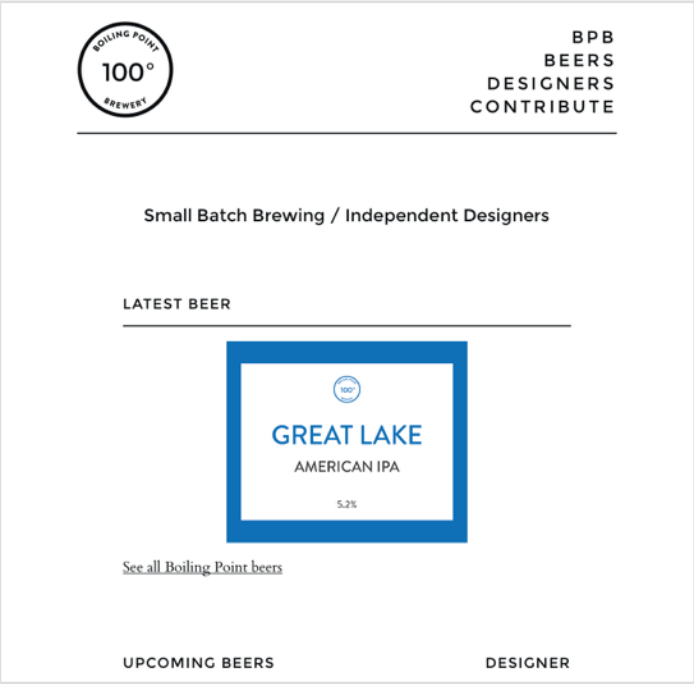 BOILING POINT
100°
BREWERY
BPB
BEERS
DESIGNERS
CONTRIBUTE
Small Batch Brewing / Independent Designers
LATEST BEER
100°
GREAT LAKE
AMERICAN IPA
5.2%
See all Boiling Point beers
UPCOMING BEERS DESIGNER